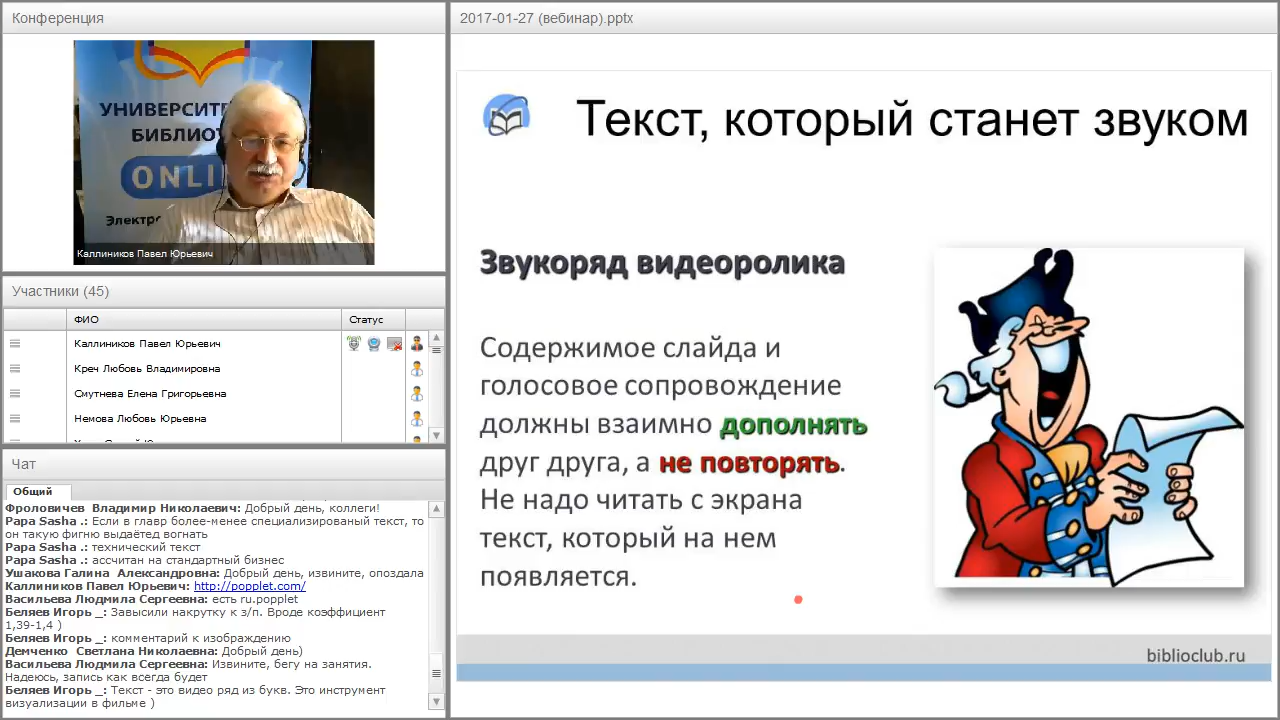 Конференция
УНИВЕРСИТЕ
БИБЛИОТ
ONLI
Электро
Каллиников Павел Юрьевич
Участники (45)
ФИО Статус
Каллиников Павел Юрьевич
Креч Любовь Владимировна
Смутнева Елена Григорьевна
Немова Любовь Юрьевна
Чат
Общий
Фроловичев Владимир Николаевич: Добрый день, коллеги!
Papa Sasha .: Если в главр более-менее специализированый текст, то
он такую фигню выдаётед вогнать
Papa Sasha .: технический текст
Papa Sasha .: ассчитан на стандартный бизнес
Ушакова Галина Александровна: Добрый день, извините, опоздала
Каллиников Павел Юрьевич: http://popplet.com/
Васильева Людмила Сергеевна: есть ru.popplet
Беляев Игорь _: Завысили накрутку к з/п. Вроде коэффициент
1,39-1,4 )
Беляев Игорь _: комментарий к изображению
Демченко Светлана Николаевна: Добрый день)
Васильева Людмила Сергеевна: Извините, бегу на занятия.
Надеюсь, запись как всегда будет
Беляев Игорь _: Текст - это видео ряд из букв. Это инструмент
визуализации в фильме )
2017-01-27 (вебинар).pptx
Текст, который станет звуком
Звукоряд видеоролика
Содержимое слайда и
голосовое сопровождение
должны взаимно дополнять
друг друга, а не повторять.
Не надо читать с экрана
текст, который на нем
появляется.
biblioclub.ru